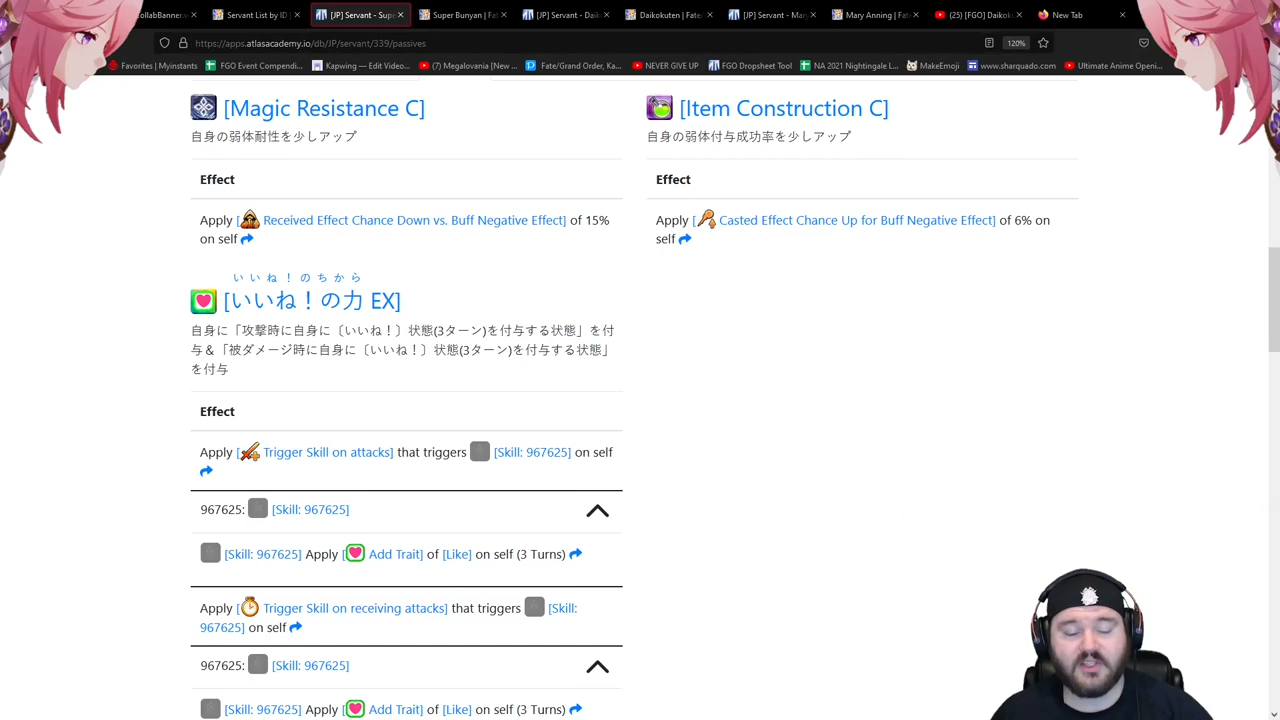 ollabBanner.v
Servant List by ID |
[JP] Servant - Supe
Super Bunyan | Fat
[JP] Servant - Daik
Daikokuten | Fate/
[JP] Servant - Mar
Mary Anning | Fat
(25) [FGO] Daikok
New Tab
https://apps.atlasacademy.io/db/JP/servant/339/passives
120%
Favorites | Myinstants
FGO Event Compendi...
Kapwing — Edit Video...
(7) Megalovania [New ...
Fate/Grand Order, Ka...
NEVER GIVE UP
FGO Dropsheet Tool
NA 2021 Nightingale L...
MakeEmoji
www.sharquado.com
Ultimate Anime Openi...
[Magic Resistance C]
自身の弱体耐性を少しアップ
Effect
Apply [ Received Effect Chance Down vs. Buff Negative Effect] of 15%
on self
[Item Construction C]
自身の弱体付与成功率を少しアップ
Effect
Apply [ Casted Effect Chance Up for Buff Negative Effect] of 6% on
self
いいね！のちから
[いいね！の力 EX]
自身に「攻撃時に自身に〔いいね！〕状態(3ターン)を付与する状態」を付
与＆「被ダメージ時に自身に〔いいね！〕状態(3ターン)を付与する状態」
を付与
Effect
Apply [ Trigger Skill on attacks] that triggers [Skill: 967625] on self
967625: [Skill: 967625]
[Skill: 967625] Apply [ Add Trait] of [Like] on self (3 Turns)
Apply [ Trigger Skill on receiving attacks] that triggers [Skill:
967625] on self
967625: [Skill: 967625]
[Skill: 967625] Apply [ Add Trait] of [Like] on self (3 Turns)